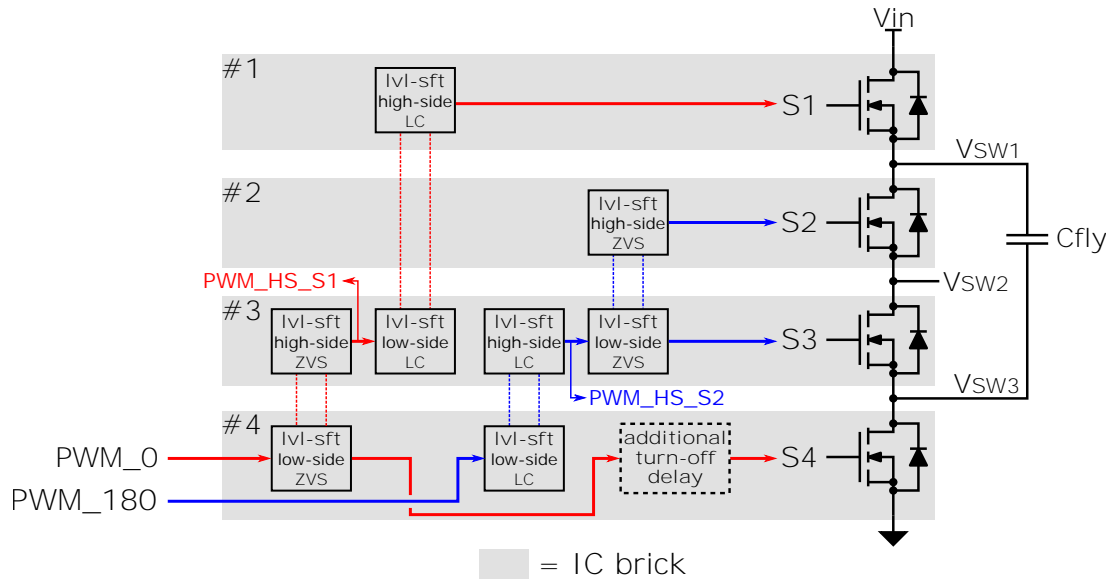 Vin
#1
lvl-sft
high-side
LC
S1
VSW1
#2
lvl-sft
high-side
ZVS
S2
Cfly
PWM_HS_S1
VSW2
#3
lvl-sft
high-side
ZVS
lvl-sft
low-side
LC
lvl-sft
high-side
LC
lvl-sft
low-side
ZVS
S3
PWM_HS_S2
VSW3
#4
lvl-sft
low-side
ZVS
lvl-sft
low-side
LC
additional
turn-off
delay
S4
PWM_0
PWM_180
= IC brick